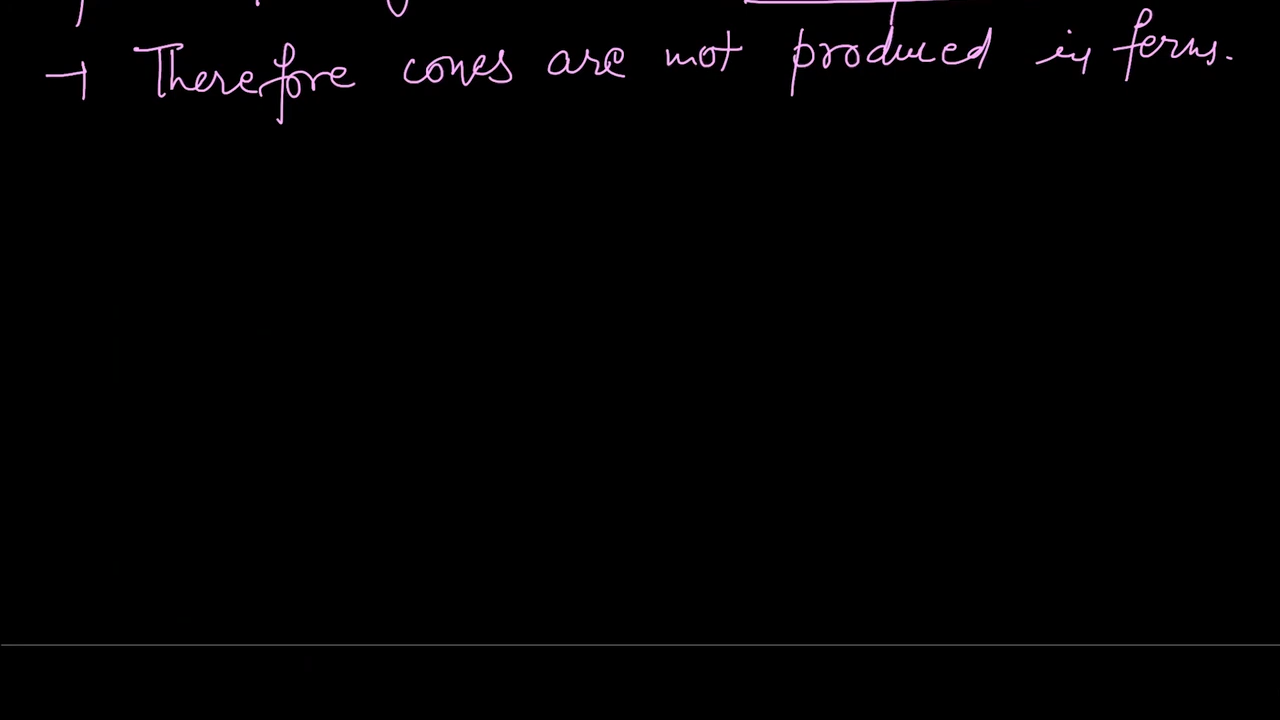 → Therefore cones are not produced in ferns.